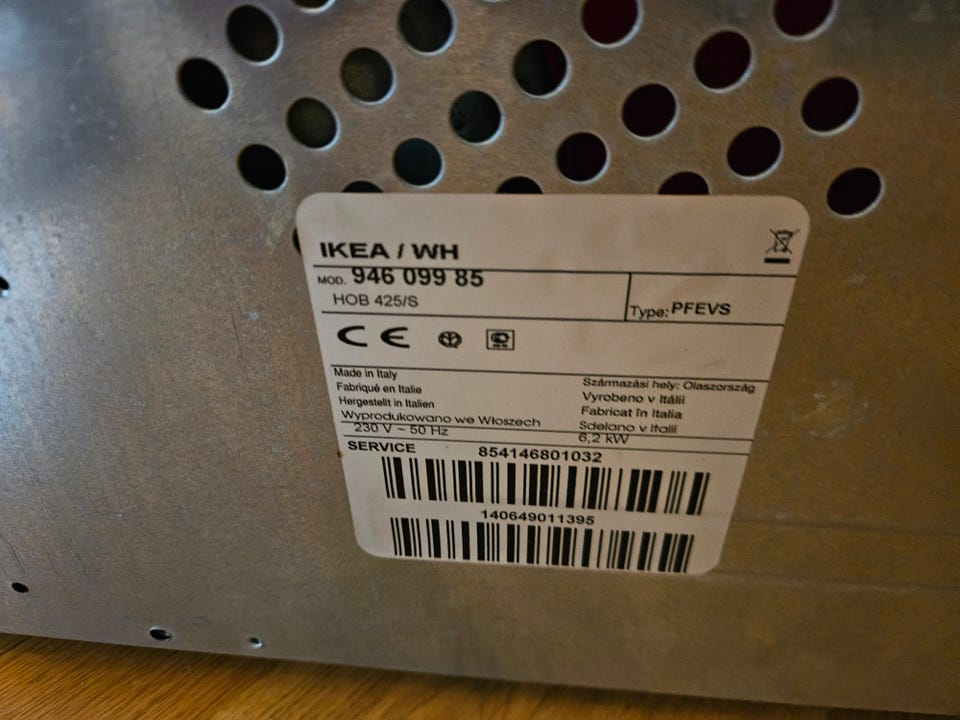 IKEA / WH
MOD. 946 099 85
HOB 425/S
Type: PFEVS
CE
Made in Italy
Fabriqué en Italie
Hergestellt in Italien
Wyprodukowano we Włoszech
Származási hely: Olaszország
Vyrobeno v Itálii
Fabricat în Italia
Sdelano v Italii
230 V ~ 50 Hz
6,2 kW
SERVICE 854146801032
140649011395